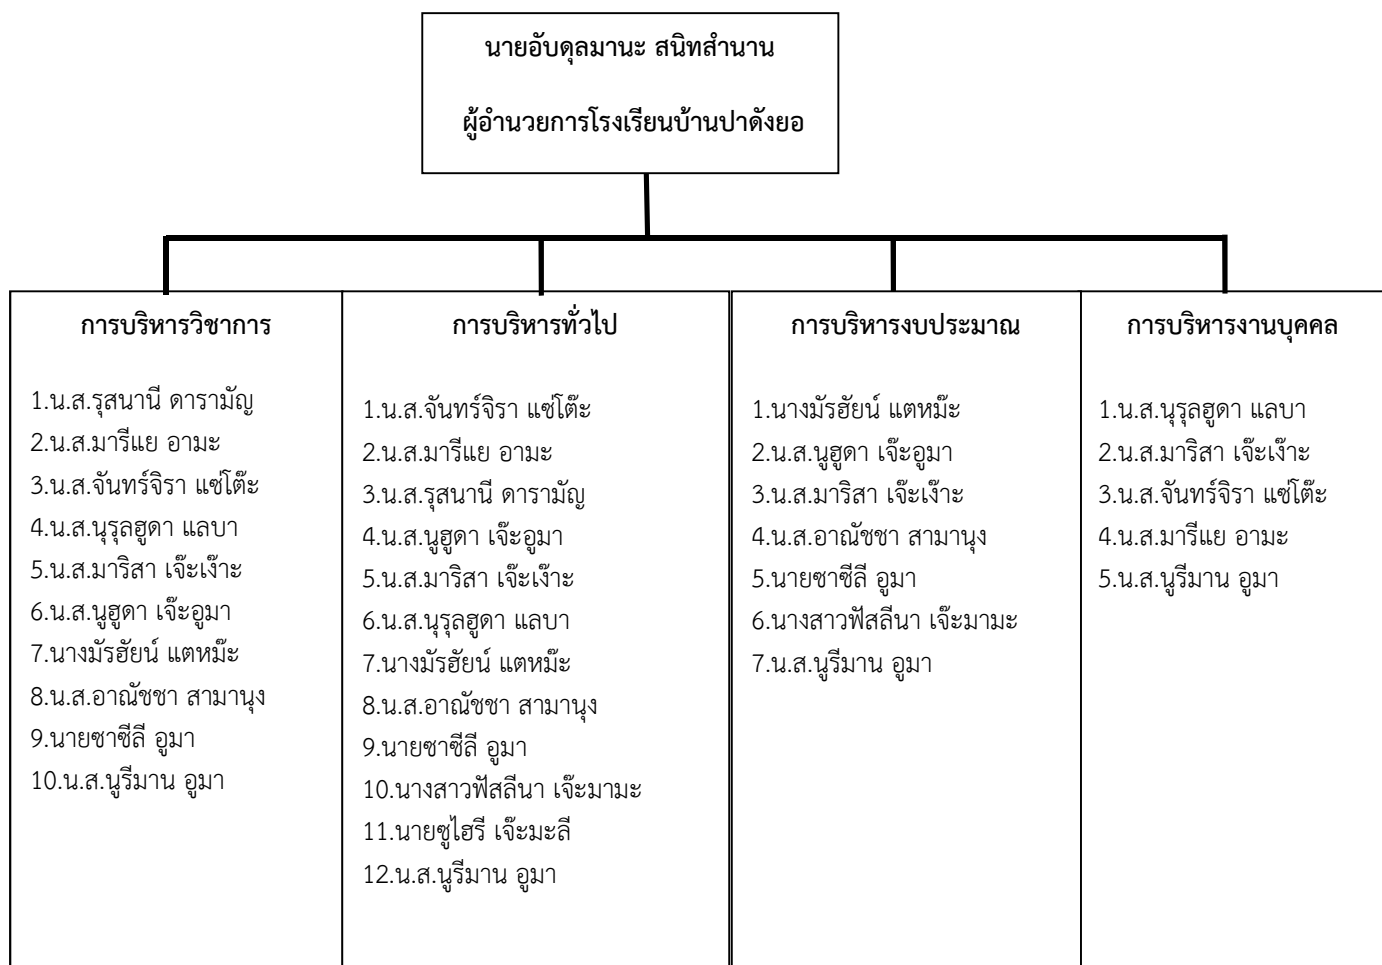 นายอับดุลมานะ สนิทสำนาน
ผู้อำนวยการโรงเรียนบ้านปาดังยอ
การบริหารวิชาการ
1.น.ส.รุสนานี ดารามัญ
2.น.ส.มารีแย อามะ
3.น.ส.จันทร์จิรา แซ่โต๊ะ
4.น.ส.นุรุลฮูดา แลบา
5.น.ส.มาริสา เจ๊ะเง๊าะ
6.น.ส.นูฮูดา เจ๊ะอูมา
7.นางมัรฮัยน์ แตหม๊ะ
8.น.ส.อาณัชชา สามานุง
9.นายซาซีลี อูมา
10.น.ส.นูรีมาน อูมา
การบริหารทั่วไป
1.น.ส.จันทร์จิรา แซ่โต๊ะ
2.น.ส.มารีแย อามะ
3.น.ส.รุสนานี ดารามัญ
4.น.ส.นูฮูดา เจ๊ะอูมา
5.น.ส.มาริสา เจ๊ะเง๊าะ
6.น.ส.นุรุลฮูดา แลบา
7.นางมัรฮัยน์ แตหม๊ะ
8.น.ส.อาณัชชา สามานุง
9.นายซาซีลี อูมา
10.นางสาวฟัสลีนา เจ๊ะมามะ
11.นายซูไฮรี เจ๊ะมะลี
12.น.ส.นูรีมาน อูมา
การบริหารงบประมาณ
1.นางมัรฮัยน์ แตหม๊ะ
2.น.ส.นูฮูดา เจ๊ะอูมา
3.น.ส.มาริสา เจ๊ะเง๊าะ
4.น.ส.อาณัชชา สามานุง
5.นายซาซีลี อูมา
6.นางสาวฟัสลีนา เจ๊ะมามะ
7.น.ส.นูรีมาน อูมา
การบริหารงานบุคคล
1.น.ส.นุรุลฮูดา แลบา
2.น.ส.มาริสา เจ๊ะเง๊าะ
3.น.ส.จันทร์จิรา แซ่โต๊ะ
4.น.ส.มารีแย อามะ
5.น.ส.นูรีมาน อูมา